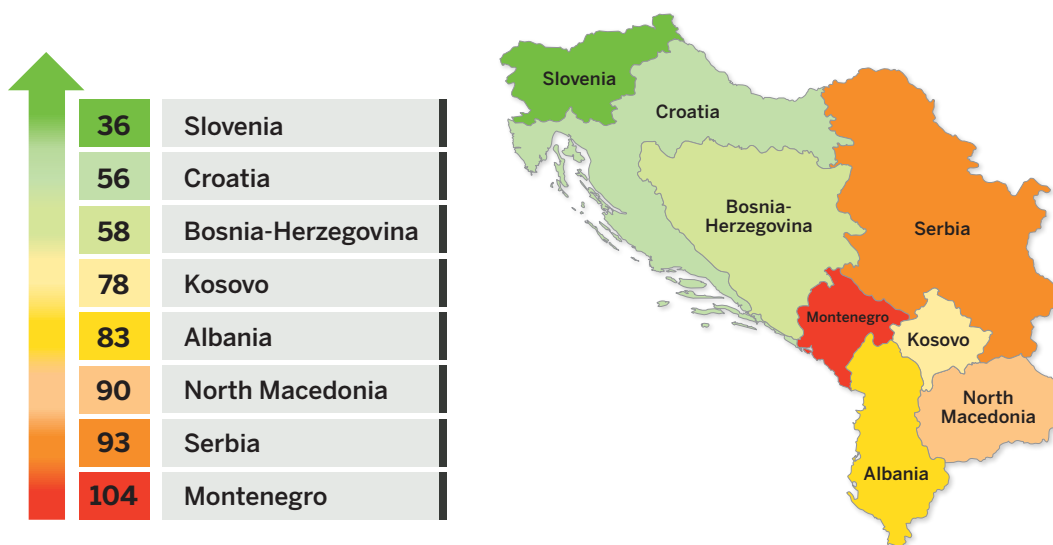 36 Slovenia
56 Croatia
58 Bosnia-Herzegovina
78 Kosovo
83 Albania
90 North Macedonia
93 Serbia
104 Montenegro
Slovenia
Croatia
Bosnia-
Herzegovina
Serbia
Montenegro
Kosovo
North
Macedonia
Albania